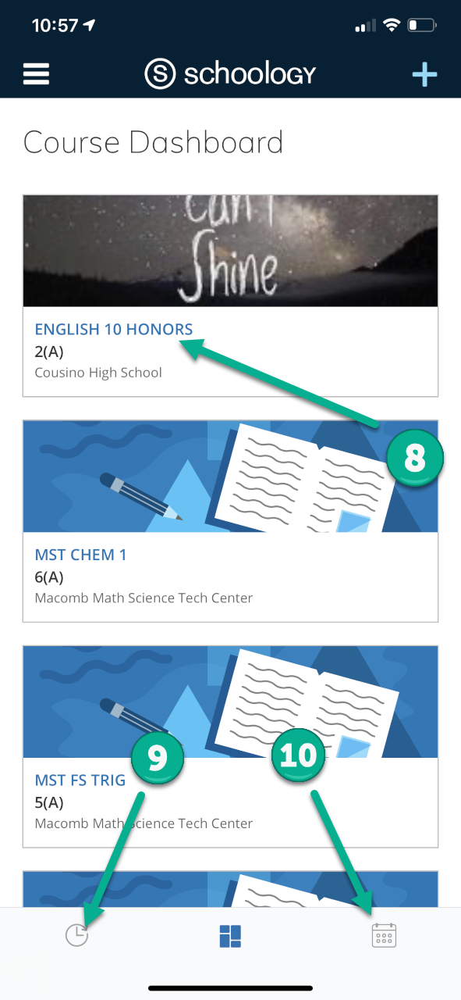 10:57
S schoology
Course Dashboard
Can't
Shine
ENGLISH 10 HONORS
2(A)
Cousino High School
8
MST CHEM 1
6(A)
Macomb Math Science Tech Center
9
10
MST FS TRIG
5(A)
Macomb Math Science Tech Center